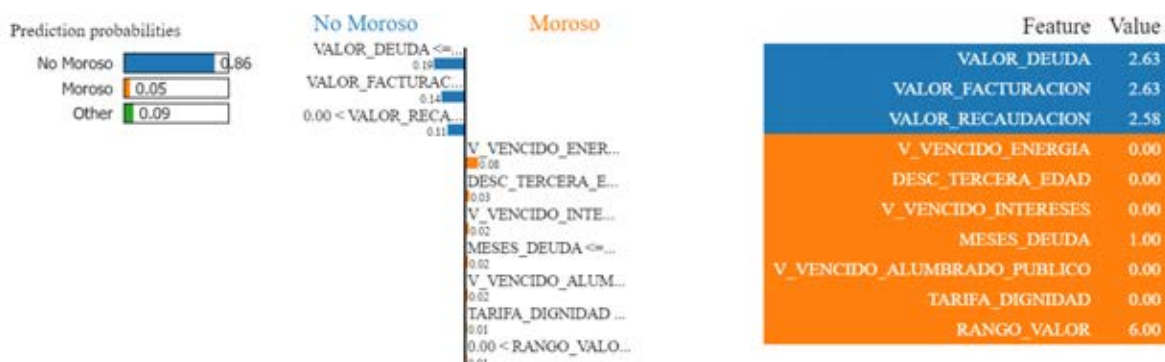 Prediction probabilities
No Moroso 0.86
Moroso 0.05
Other 0.09
No Moroso Moroso
VALOR_DEUDA <=...
0.19
VALOR_FACTURAC...
0.14
0.00 < VALOR_RECA...
0.11
V_VENCIDO_ENER...
0.08
DESC_TERCERA_E...
0.03
V_VENCIDO_INTE...
0.02
MESES_DEUDA <=...
0.02
V_VENCIDO_ALUM...
0.02
TARIFA_DIGNIDAD ...
0.01
0.00 < RANGO_VALO...
0.01
Feature Value
VALOR_DEUDA 2.63
VALOR_FACTURACION 2.63
VALOR_RECAUDACION 2.58
V_VENCIDO_ENERGIA 0.00
DESC_TERCERA_EDAD 0.00
V_VENCIDO_INTERESES 0.00
MESES_DEUDA 1.00
V_VENCIDO_ALUMBRADO_PUBLICO 0.00
TARIFA_DIGNIDAD 0.00
RANGO_VALOR 6.00